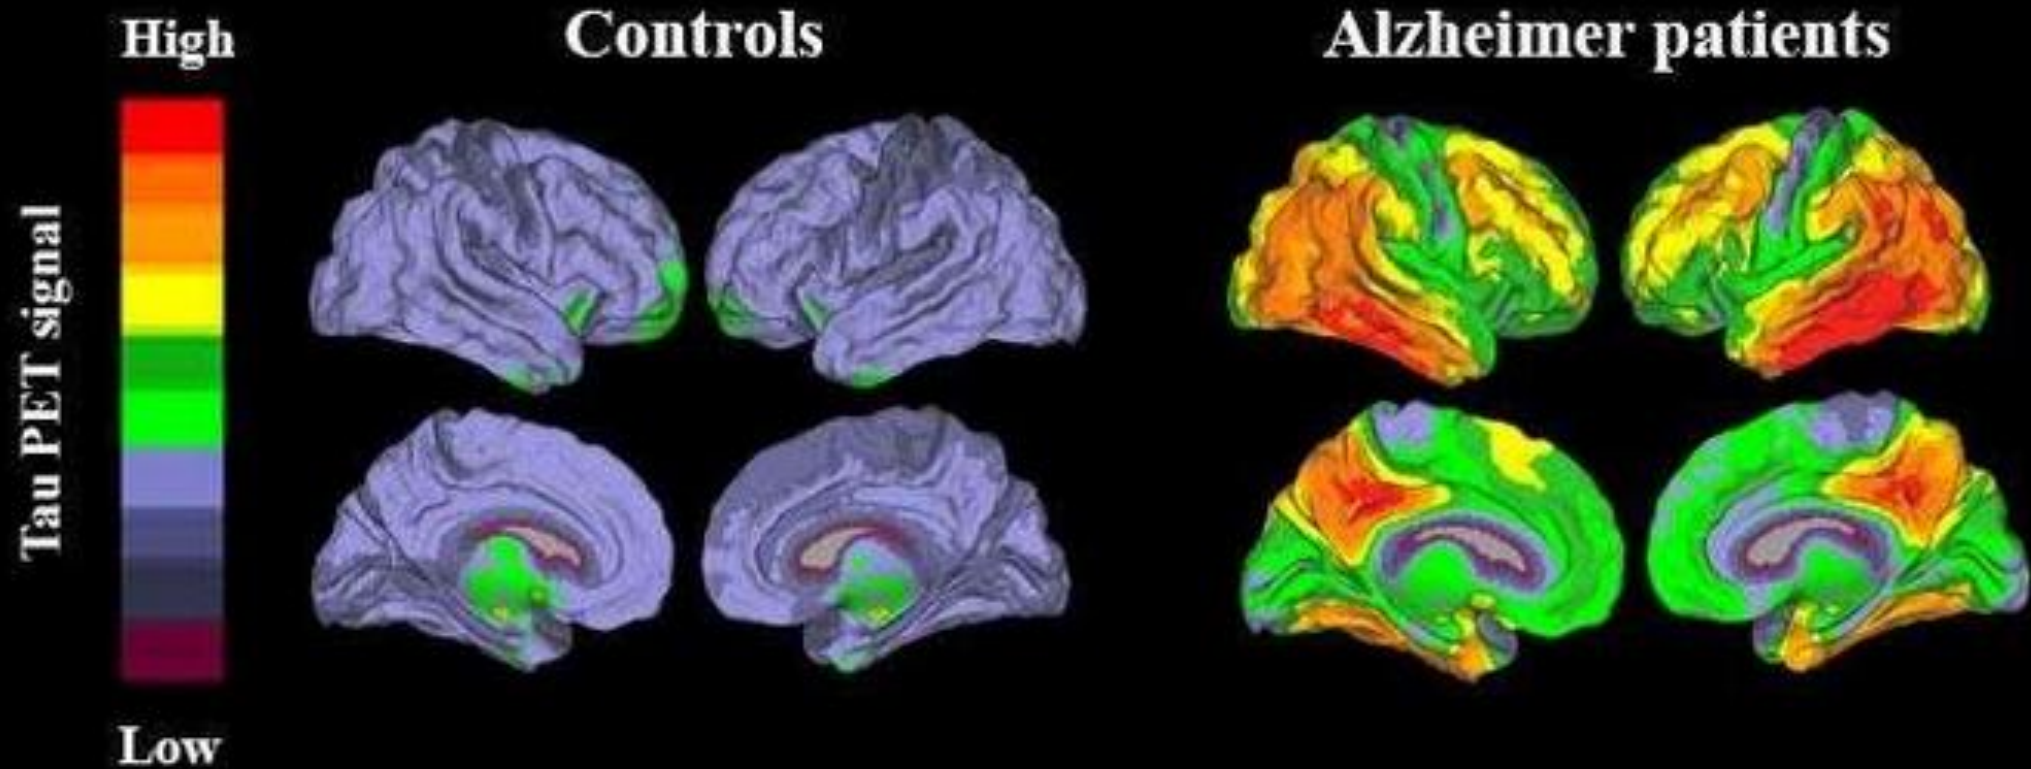 High
Controls
Alzheimer patients
Tau PET signal
Low